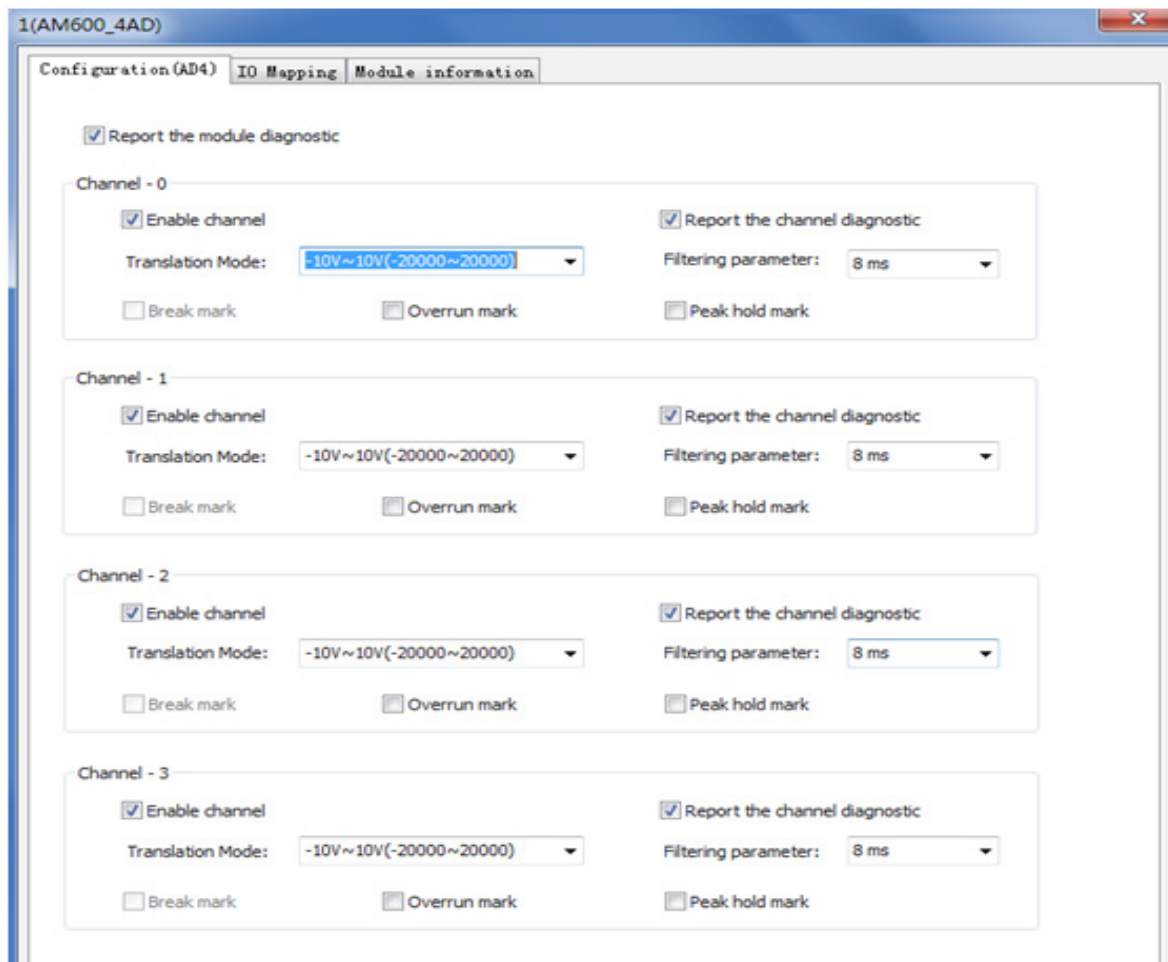 1(AM600_4AD)
Configuration(AD4) IO Mapping Module information
Report the module diagnostic
Channel - 0
Enable channel Report the channel diagnostic
Translation Mode: -10V~10V(-20000~20000) Filtering parameter: 8 ms
Break mark Overrun mark Peak hold mark
Channel - 1
Enable channel Report the channel diagnostic
Translation Mode: -10V~10V(-20000~20000) Filtering parameter: 8 ms
Break mark Overrun mark Peak hold mark
Channel - 2
Enable channel Report the channel diagnostic
Translation Mode: -10V~10V(-20000~20000) Filtering parameter: 8 ms
Break mark Overrun mark Peak hold mark
Channel - 3
Enable channel Report the channel diagnostic
Translation Mode: -10V~10V(-20000~20000) Filtering parameter: 8 ms
Break mark Overrun mark Peak hold mark